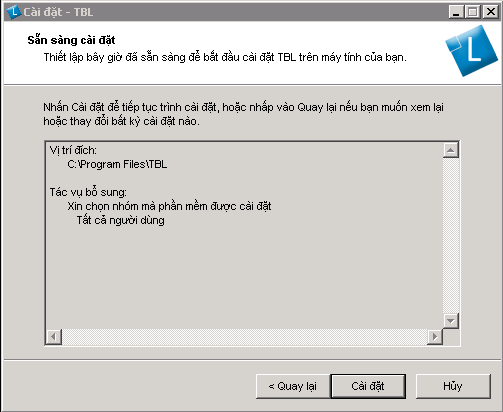 Cài đặt - TBL
Sẵn sàng cài đặt
Thiết lập bây giờ đã sẵn sàng để bắt đầu cài đặt TBL trên máy tính của bạn.
L
Nhấn Cài đặt để tiếp tục trình cài đặt, hoặc nhấp vào Quay lại nếu bạn muốn xem lại
hoặc thay đổi bất kỳ cài đặt nào.
Vị trí đích:
C:\Program Files\TBL
Tác vụ bổ sung:
Xin chọn nhóm mà phần mềm được cài đặt
Tất cả người dùng
< Quay lại
Cài đặt
Hủy